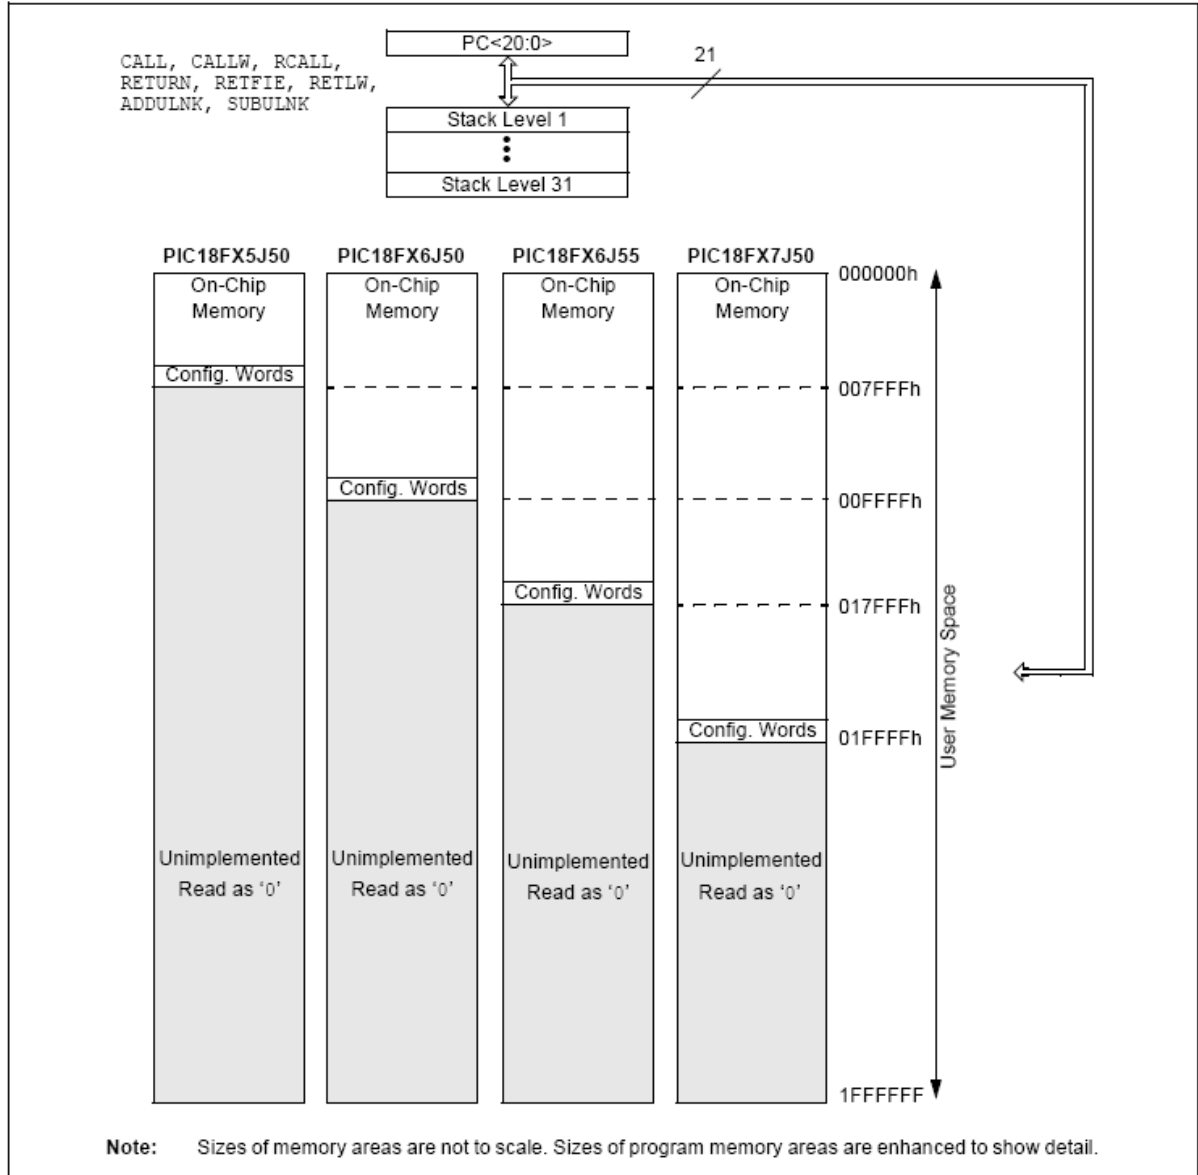 PC<20:0>
CALL, CALLW, RCALL,
RETURN, RETFIE, RETLW,
ADDULNK, SUBULNK
21
Stack Level 1
Stack Level 31
PIC18FX5J50
PIC18FX6J50
PIC18FX6J55
PIC18FX7J50
On-Chip
Memory
On-Chip
Memory
On-Chip
Memory
On-Chip
Memory
000000h
Config. Words
007FFFh
Config. Words
00FFFFh
Config. Words
017FFFh
Config. Words
01FFFFh
User Memory Space
Unimplemented
Read as ‘0’
Unimplemented
Read as ‘0’
Unimplemented
Read as ‘0’
Unimplemented
Read as ‘0’
1FFFFFF
Note: Sizes of memory areas are not to scale. Sizes of program memory areas are enhanced to show detail.